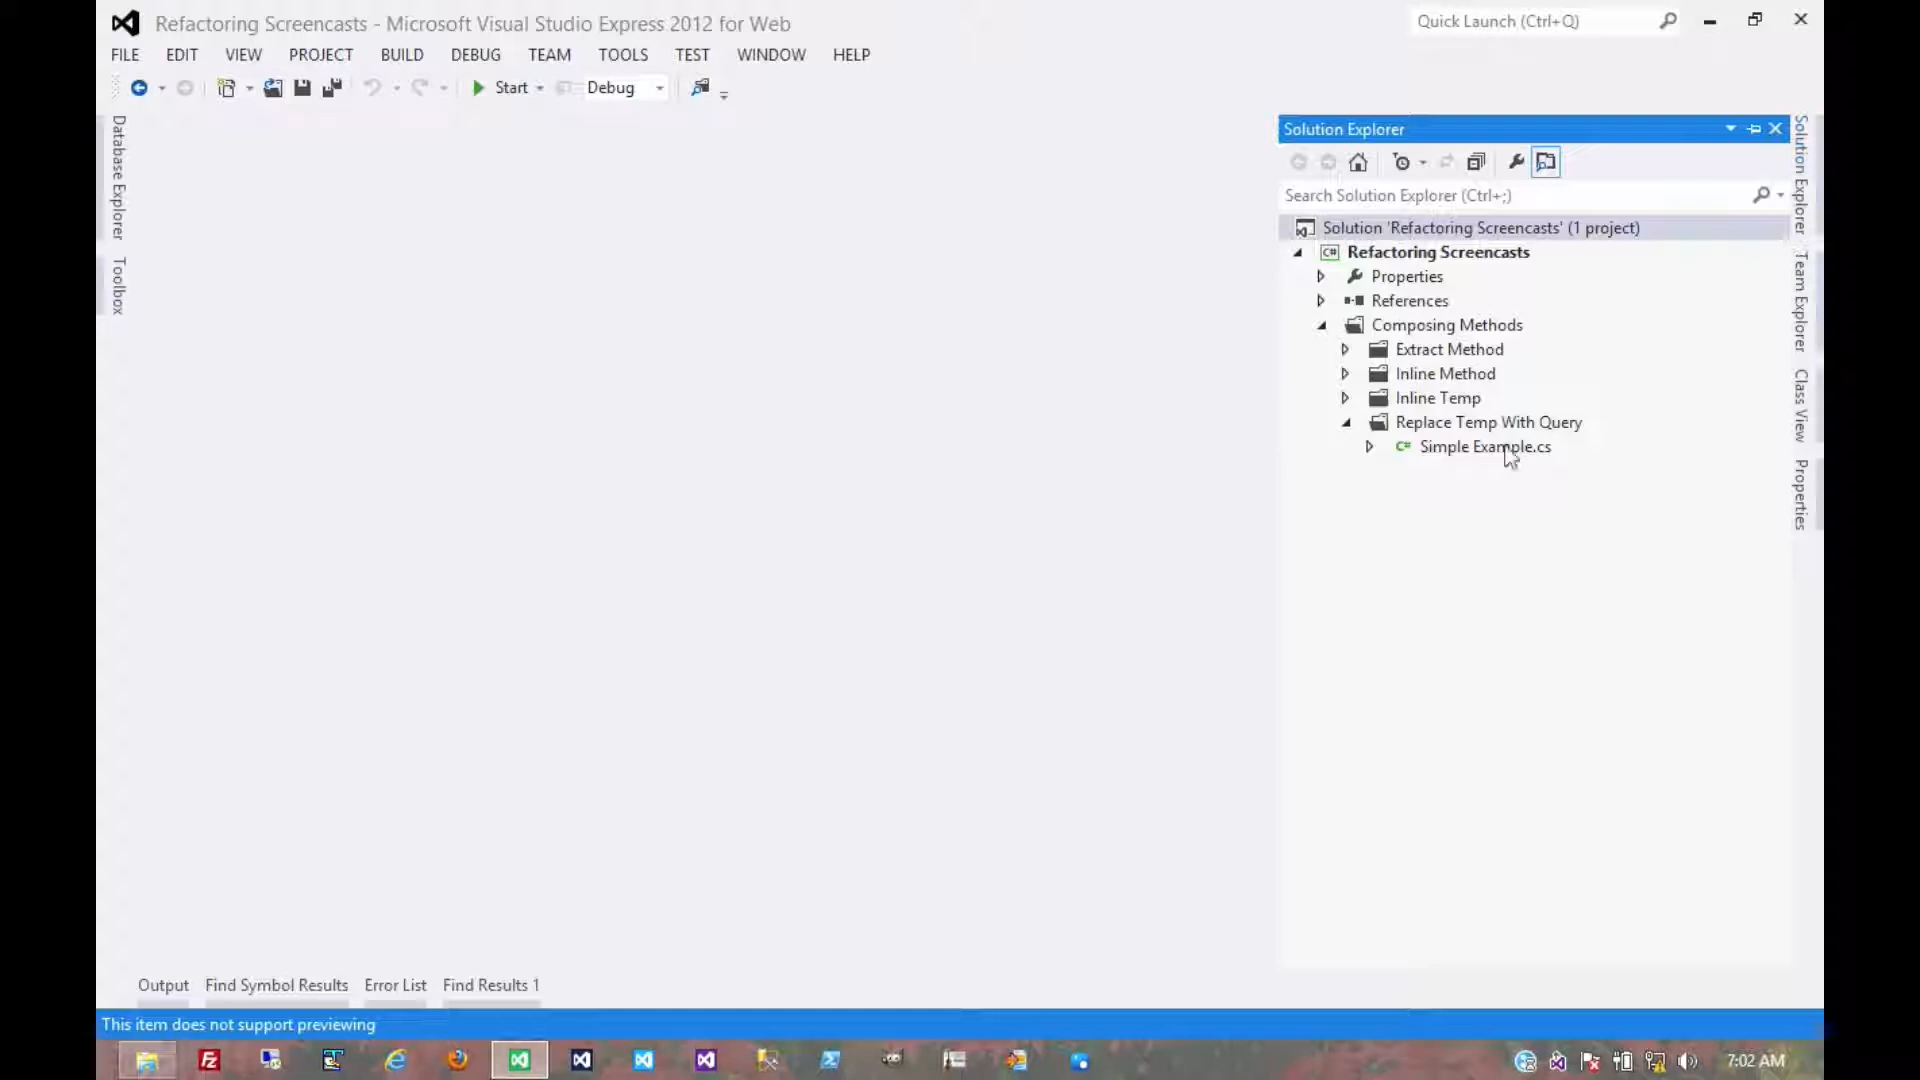 Refactoring Screencasts - Microsoft Visual Studio Express 2012 for Web
Quick Launch (Ctrl+Q)
FILE EDIT VIEW PROJECT BUILD DEBUG TEAM TOOLS TEST WINDOW HELP
Start Debug
Database Explorer
Toolbox
Solution Explorer
Search Solution Explorer (Ctrl+;)
Solution 'Refactoring Screencasts' (1 project)
C# Refactoring Screencasts
Properties
References
Composing Methods
Extract Method
Inline Method
Inline Temp
Replace Temp With Query
C# Simple Example.cs
Solution Explorer
Team Explorer
Class View
Properties
Output Find Symbol Results Error List Find Results 1
This item does not support previewing
Fz
7:02 AM